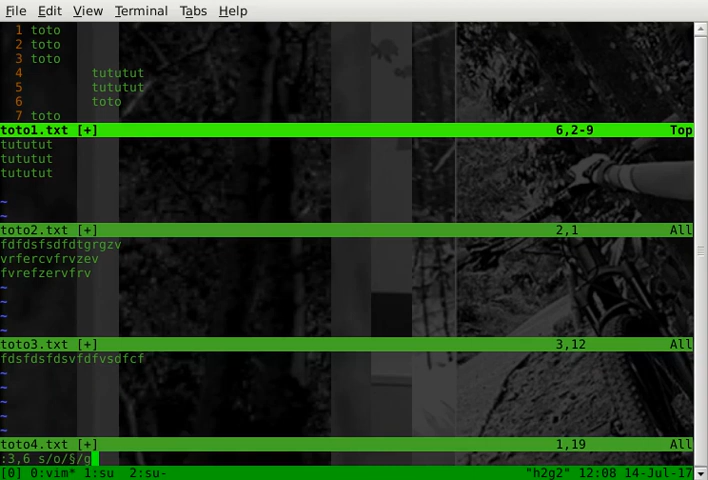 File Edit View Terminal Tabs Help
1 toto
2 toto
3 toto
4 tututut
5 tututut
6 toto
7 toto
toto1.txt [+] 6,2-9 Top
tututut
tututut
tututut
~
~
toto2.txt [+] 2,1 All
fdfdsfsdfdtgrgzv
vrfercvfrvzev
fvrefzervfrv
~
~
~
~
toto3.txt [+] 3,12 All
fdsfdsfdsvfdfvsdfcf
~
~
~
~
~
toto4.txt [+] 1,19 All
:3,6 s/o/§/g
[0] 0:vim* 1:su 2:su- "h2g2" 12:08 14-Jul-17